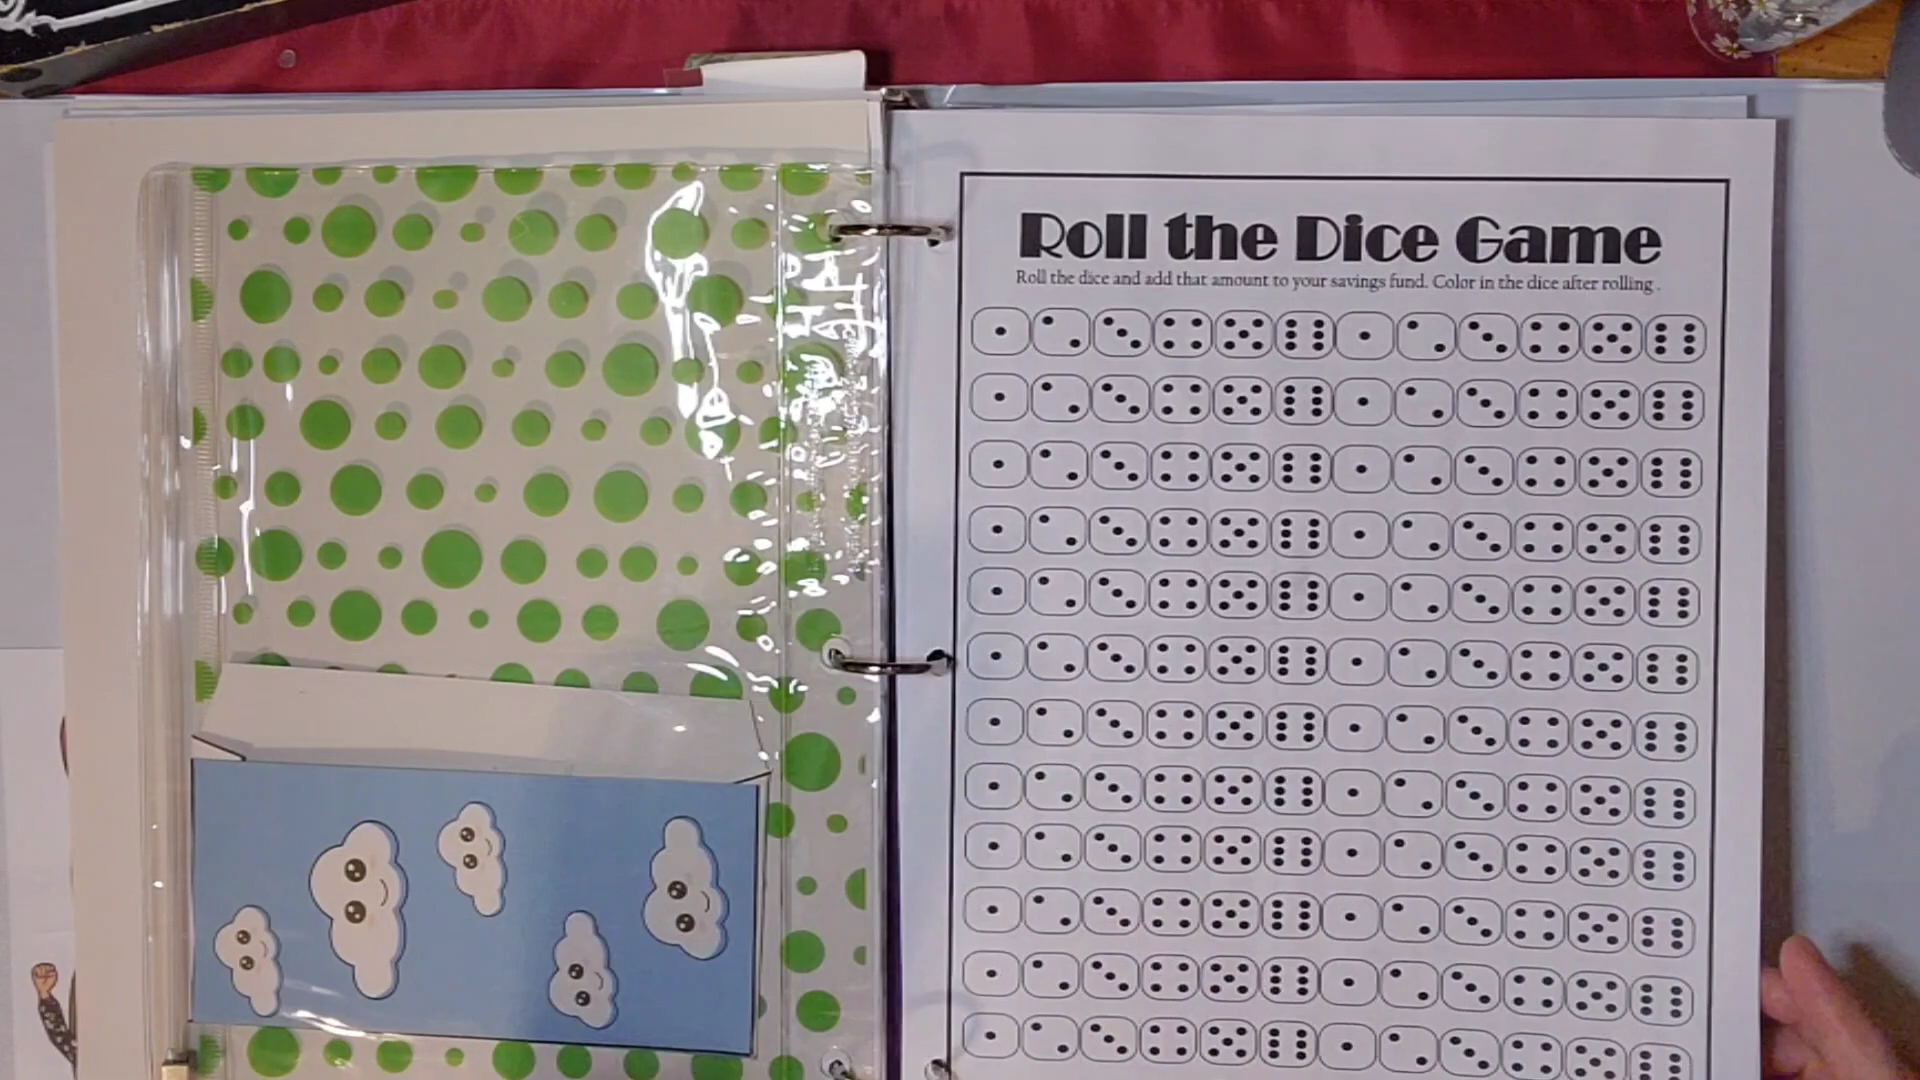 Roll the Dice Game
Roll the dice and add that amount to your savings fund. Color in the dice after rolling .